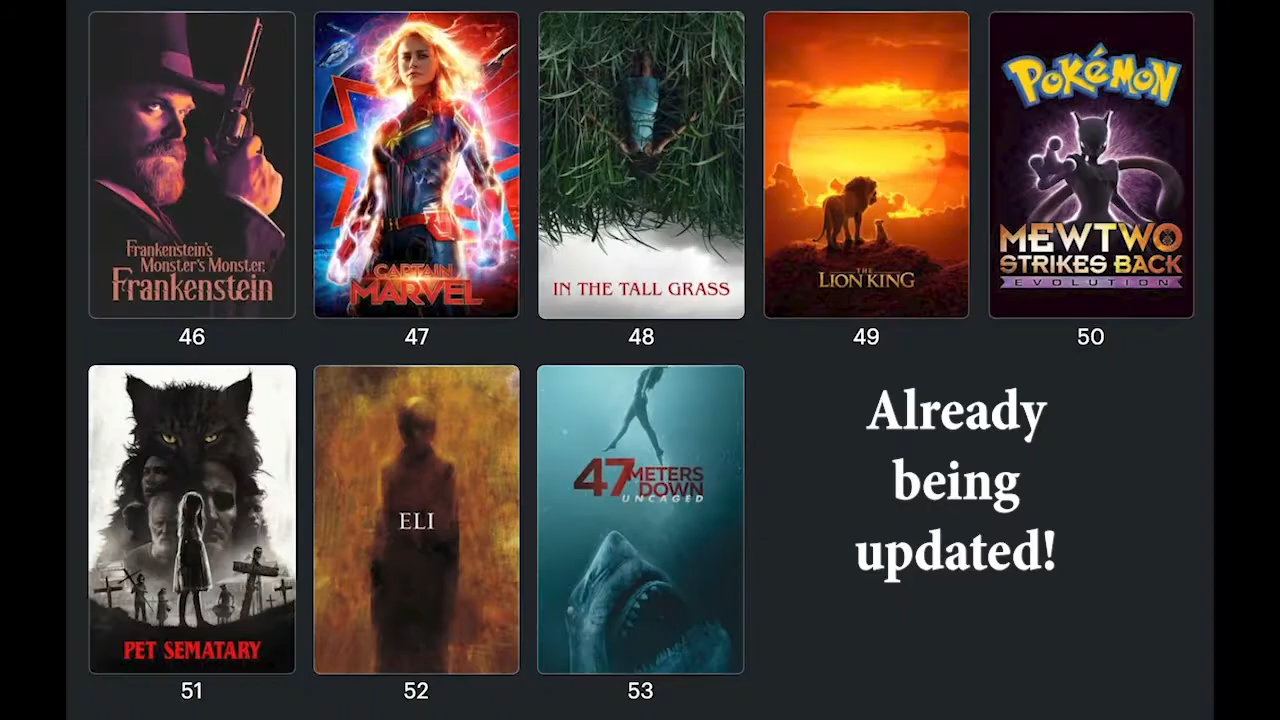 Frankenstein's
Monster's Monster,
Frankenstein
46
CAPTAIN
MARVEL
47
IN THE TALL GRASS
48
THE
LION KING
49
POKéMON
MEWTWO
STRIKES BACK
EVOLUTION
50
PET SEMATARY
51
ELI
52
47 METERS
DOWN
UNCAGED
53
Already
being
updated!